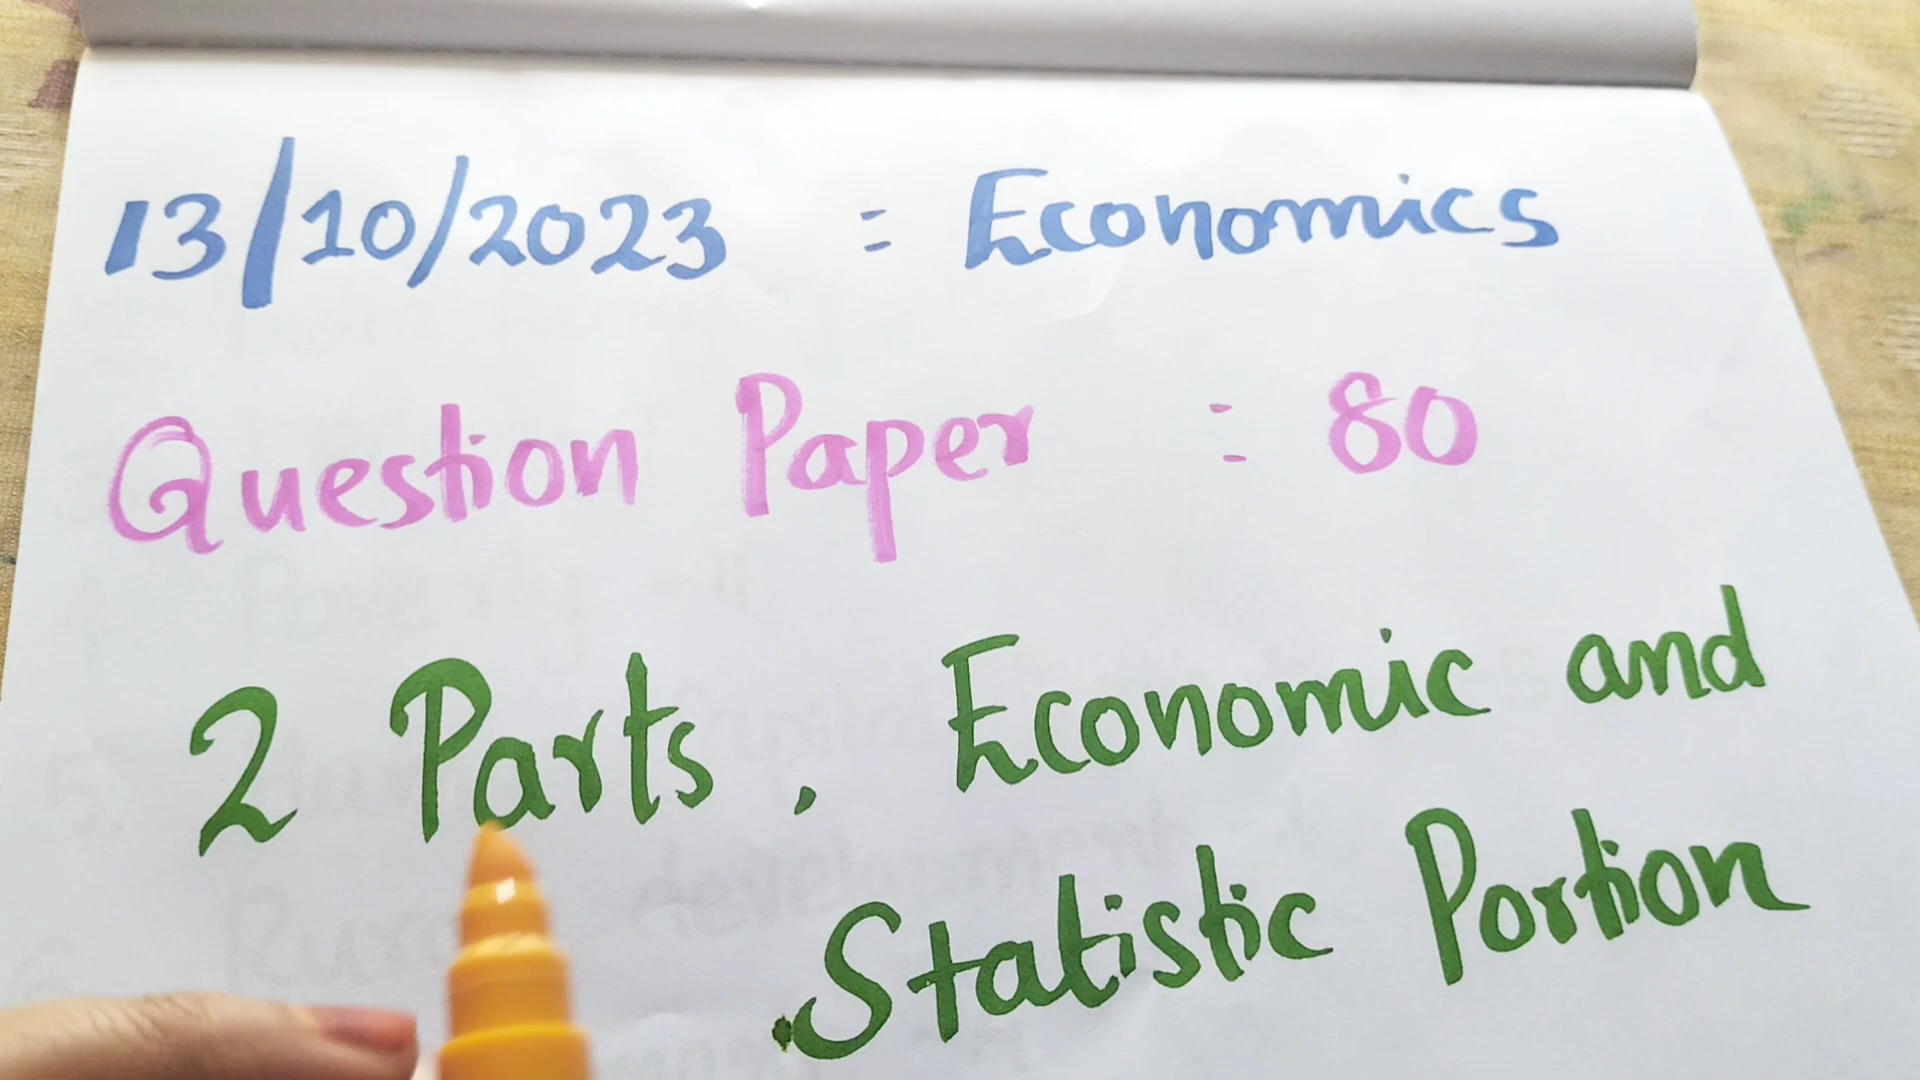 13/10/2023 = Economics
Question Paper = 80
2 Parts, Economic and
.Statistic Portion